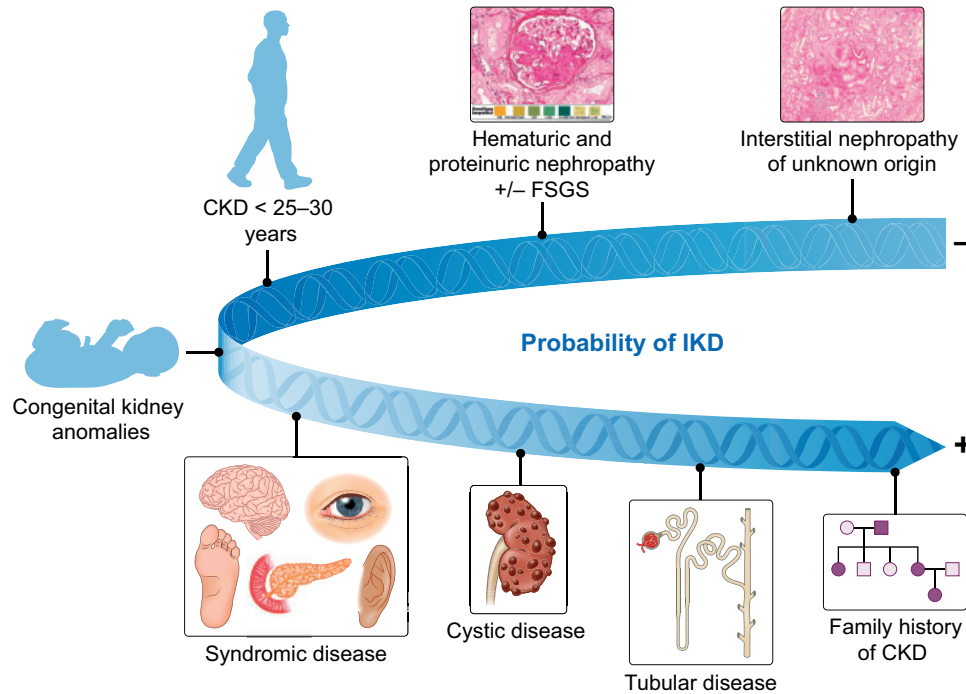 Hematuric and
proteinuric nephropathy
+/– FSGS
Interstitial nephropathy
of unknown origin
CKD < 25–30
years
–
Probability of IKD
Congenital kidney
anomalies
+
Syndromic disease
Cystic disease
Tubular disease
Family history
of CKD